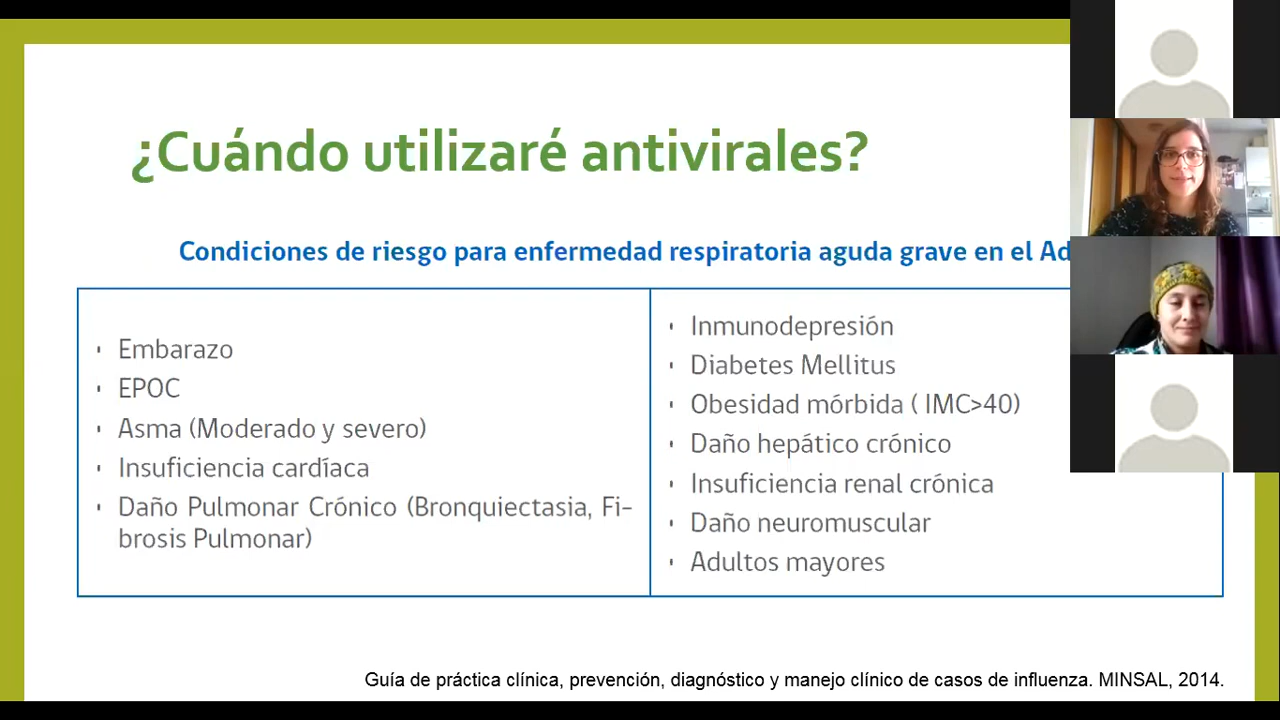 ¿Cuándo utilizaré antivirales?
Condiciones de riesgo para enfermedad respiratoria aguda grave en el
• Embarazo
• EPOC
• Asma (Moderado y severo)
• Insuficiencia cardíaca
• Daño Pulmonar Crónico (Bronquiectasia, Fi-
brosis Pulmonar)
• Inmunodepresión
• Diabetes Mellitus
• Obesidad mórbida ( IMC>40)
• Daño hepático crónico
• Insuficiencia renal crónica
• Daño neuromuscular
• Adultos mayores
Guía de práctica clínica, prevención, diagnóstico y manejo clínico de casos de influenza. MINSAL, 2014.